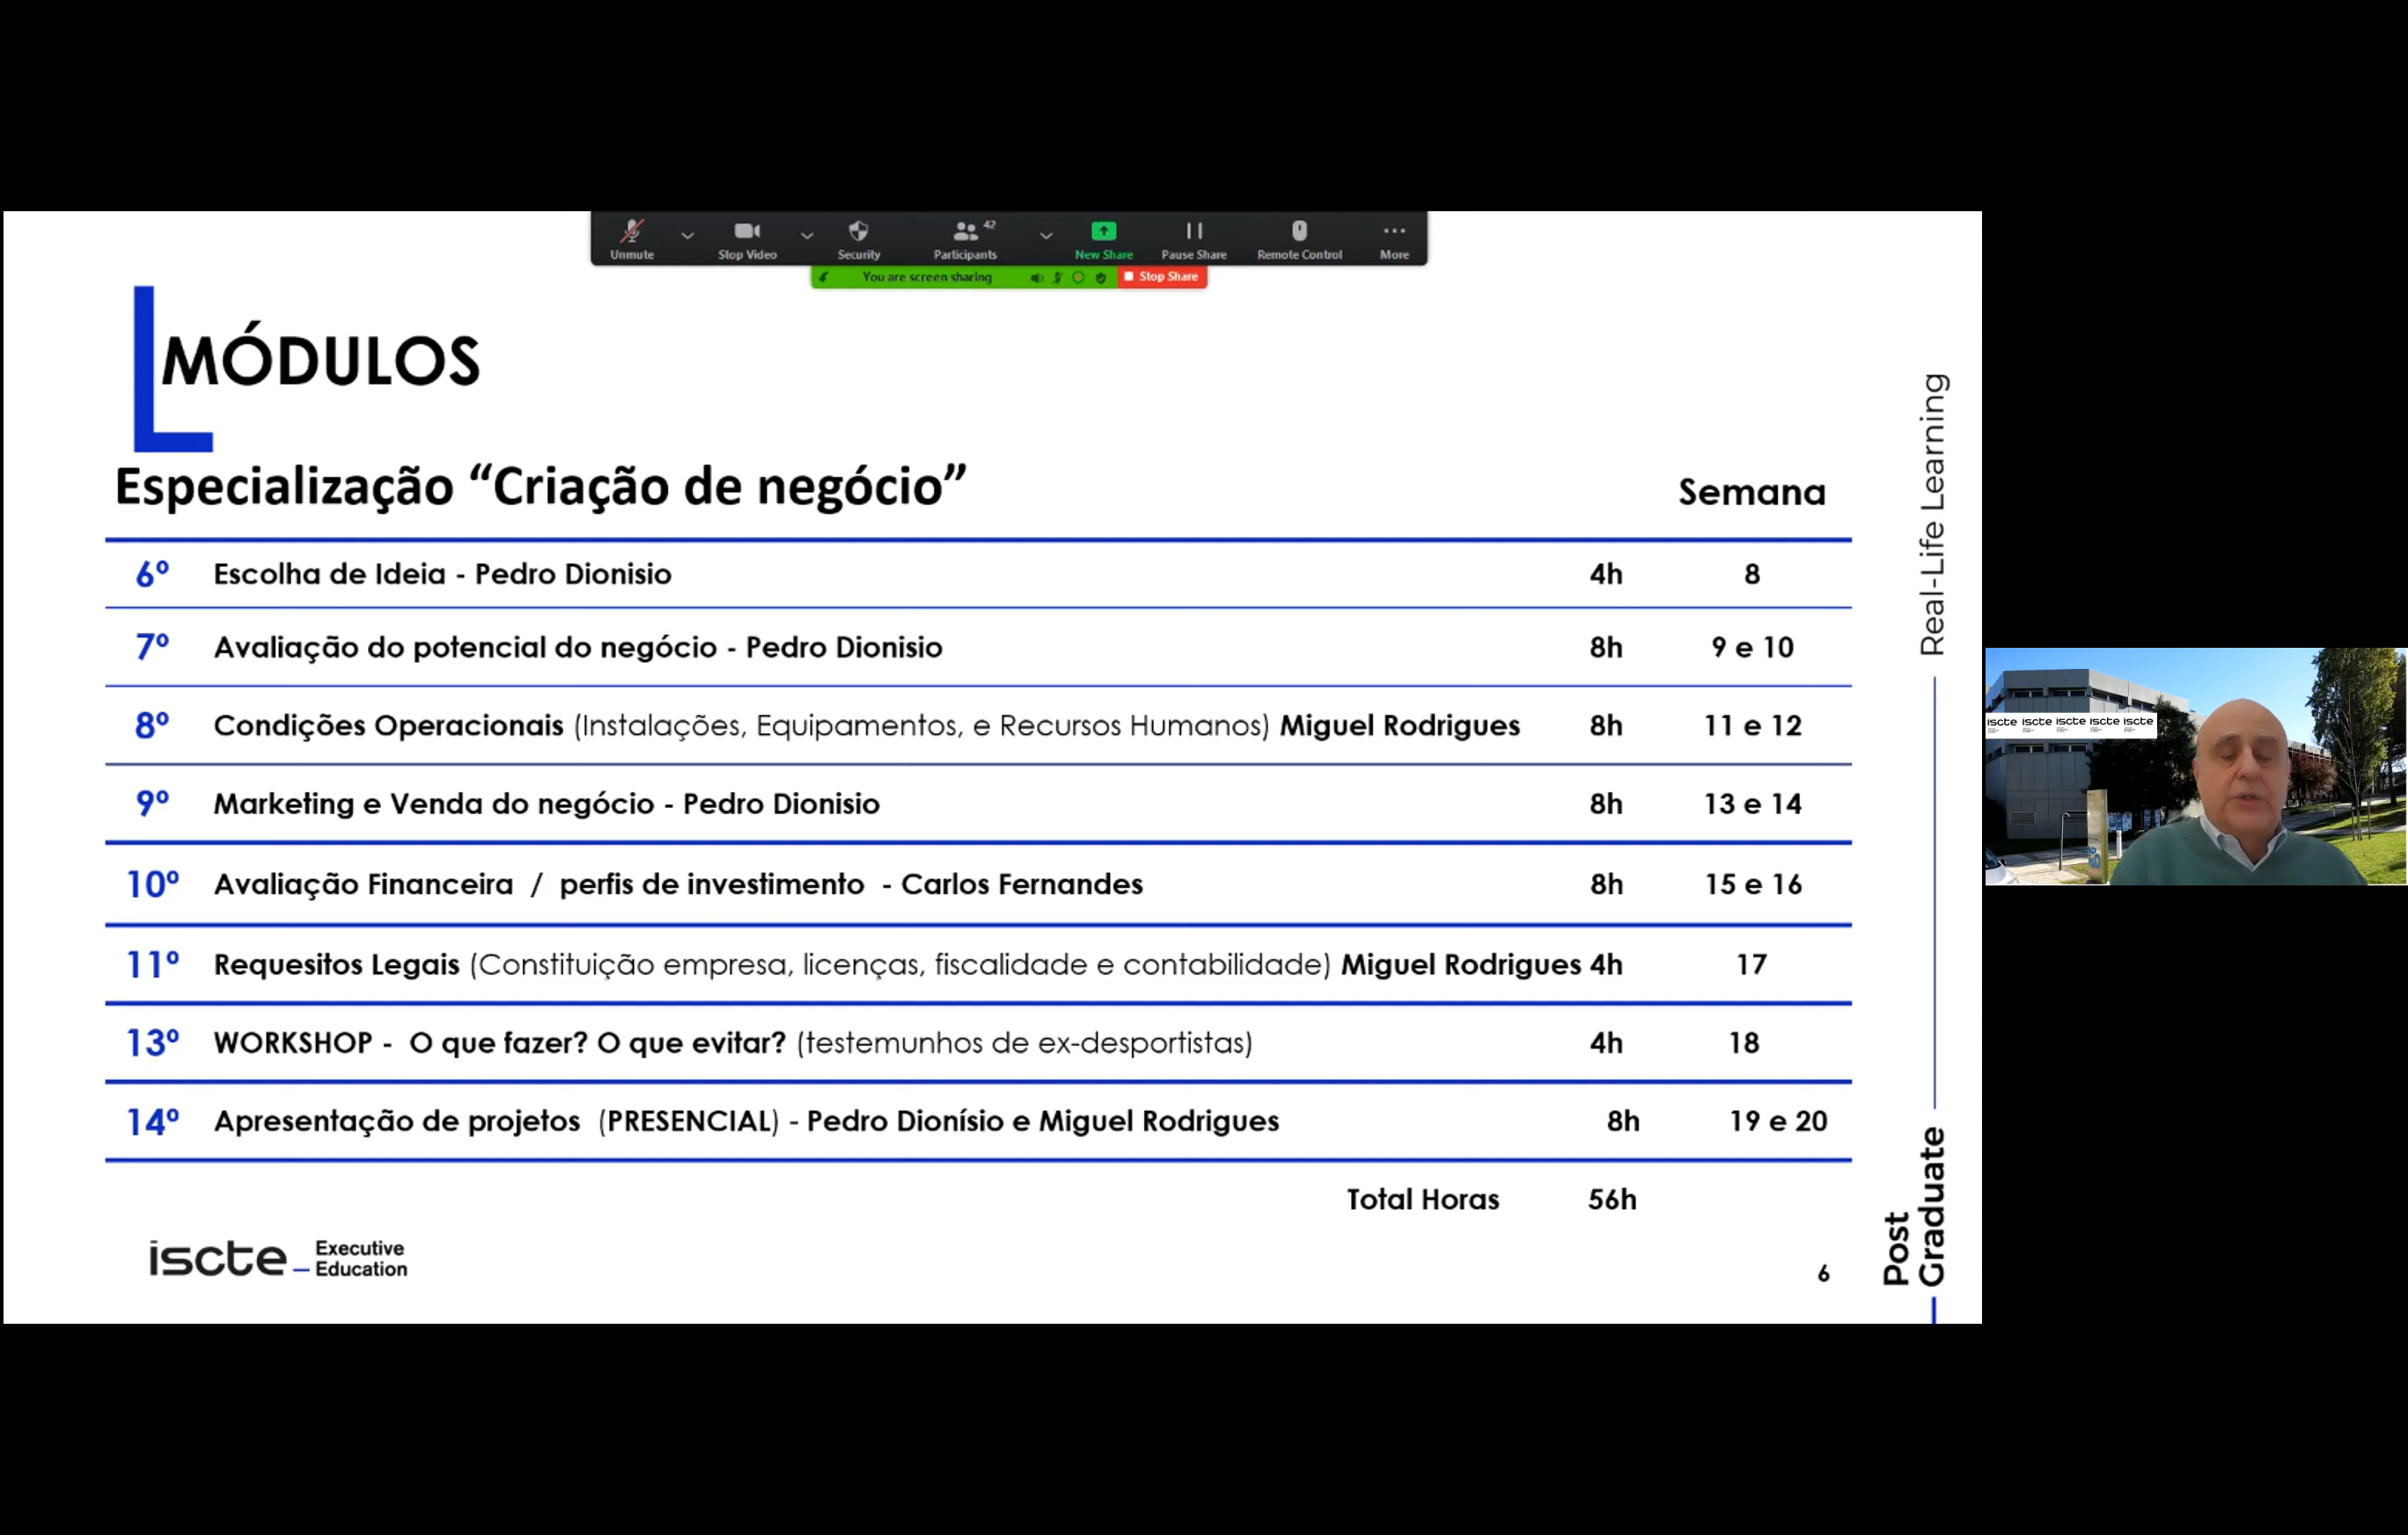 Unmute
Stop Video
Security
Participants
42
New Share
Pause Share
Remote Control
More
You are screen sharing
Stop Share
MÓDULOS
Especialização “Criação de negócio”
Semana
6º Escolha de Ideia - Pedro Dionisio 4h 8
7º Avaliação do potencial do negócio - Pedro Dionisio 8h 9 e 10
8º Condições Operacionais (Instalações, Equipamentos, e Recursos Humanos) Miguel Rodrigues 8h 11 e 12
9º Marketing e Venda do negócio - Pedro Dionisio 8h 13 e 14
10º Avaliação Financeira / perfis de investimento - Carlos Fernandes 8h 15 e 16
11º Requesitos Legais (Constituição empresa, licenças, fiscalidade e contabilidade) Miguel Rodrigues 4h 17
13º WORKSHOP - O que fazer? O que evitar? (testemunhos de ex-desportistas) 4h 18
14º Apresentação de projetos (PRESENCIAL) - Pedro Dionísio e Miguel Rodrigues 8h 19 e 20
Total Horas 56h
iscte
Executive
Education
6
Real-Life Learning
Post
Graduate
iscte iscte iscte iscte iscte